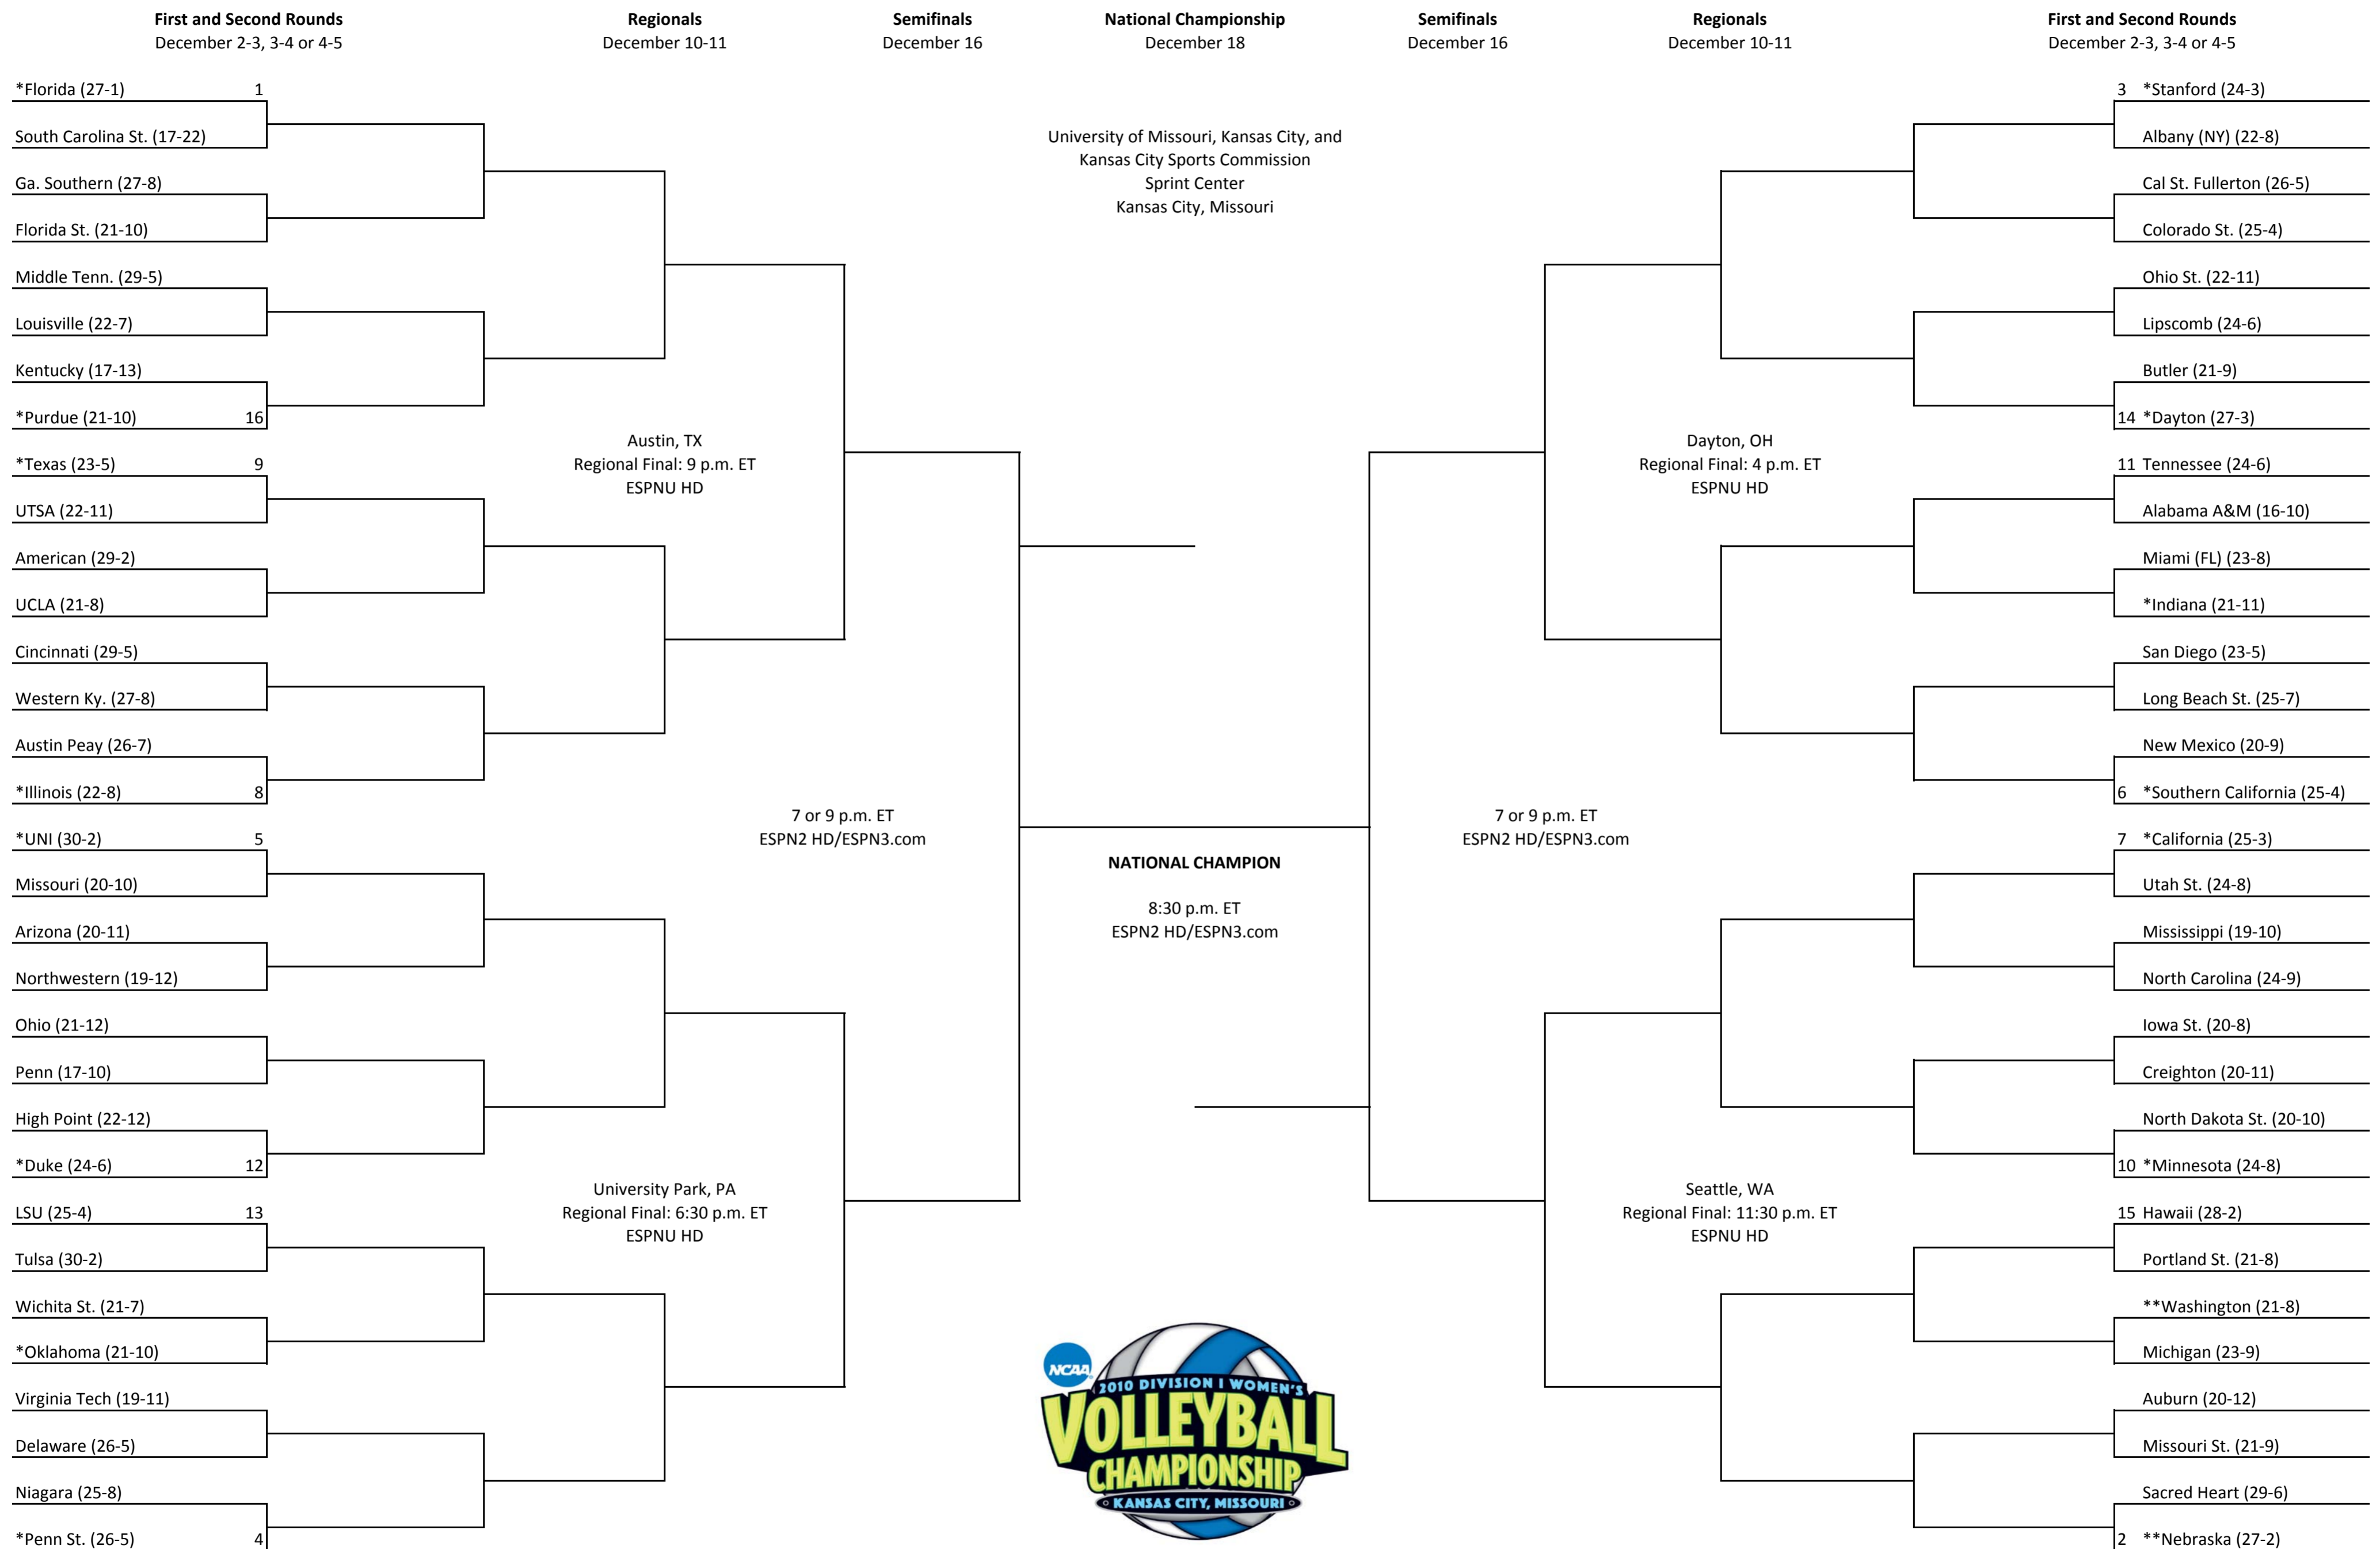 First and Second Rounds
December 2-3, 3-4 or 4-5
Regionals
December 10-11
Semifinals
December 16
National Championship
December 18
Semifinals
December 16
Regionals
December 10-11
First and Second Rounds
December 2-3, 3-4 or 4-5
*Florida (27-1) 1
South Carolina St. (17-22)
Ga. Southern (27-8)
Florida St. (21-10)
Middle Tenn. (29-5)
Louisville (22-7)
Kentucky (17-13)
*Purdue (21-10) 16
*Texas (23-5) 9
UTSA (22-11)
American (29-2)
UCLA (21-8)
Cincinnati (29-5)
Western Ky. (27-8)
Austin Peay (26-7)
*Illinois (22-8) 8
*UNI (30-2) 5
Missouri (20-10)
Arizona (20-11)
Northwestern (19-12)
Ohio (21-12)
Penn (17-10)
High Point (22-12)
*Duke (24-6) 12
LSU (25-4) 13
Tulsa (30-2)
Wichita St. (21-7)
*Oklahoma (21-10)
Virginia Tech (19-11)
Delaware (26-5)
Niagara (25-8)
*Penn St. (26-5) 4
Austin, TX
Regional Final: 9 p.m. ET
ESPNU HD
University Park, PA
Regional Final: 6:30 p.m. ET
ESPNU HD
7 or 9 p.m. ET
ESPN2 HD/ESPN3.com
University of Missouri, Kansas City, and
Kansas City Sports Commission
Sprint Center
Kansas City, Missouri
NATIONAL CHAMPION
8:30 p.m. ET
ESPN2 HD/ESPN3.com
NCAA
2010 DIVISION I WOMEN'S
VOLLEYBALL
CHAMPIONSHIP
KANSAS CITY, MISSOURI
7 or 9 p.m. ET
ESPN2 HD/ESPN3.com
Dayton, OH
Regional Final: 4 p.m. ET
ESPNU HD
Seattle, WA
Regional Final: 11:30 p.m. ET
ESPNU HD
3 *Stanford (24-3)
Albany (NY) (22-8)
Cal St. Fullerton (26-5)
Colorado St. (25-4)
Ohio St. (22-11)
Lipscomb (24-6)
Butler (21-9)
14 *Dayton (27-3)
11 Tennessee (24-6)
Alabama A&M (16-10)
Miami (FL) (23-8)
*Indiana (21-11)
San Diego (23-5)
Long Beach St. (25-7)
New Mexico (20-9)
6 *Southern California (25-4)
7 *California (25-3)
Utah St. (24-8)
Mississippi (19-10)
North Carolina (24-9)
Iowa St. (20-8)
Creighton (20-11)
North Dakota St. (20-10)
10 *Minnesota (24-8)
15 Hawaii (28-2)
Portland St. (21-8)
**Washington (21-8)
Michigan (23-9)
Auburn (20-12)
Missouri St. (21-9)
Sacred Heart (29-6)
2 **Nebraska (27-2)